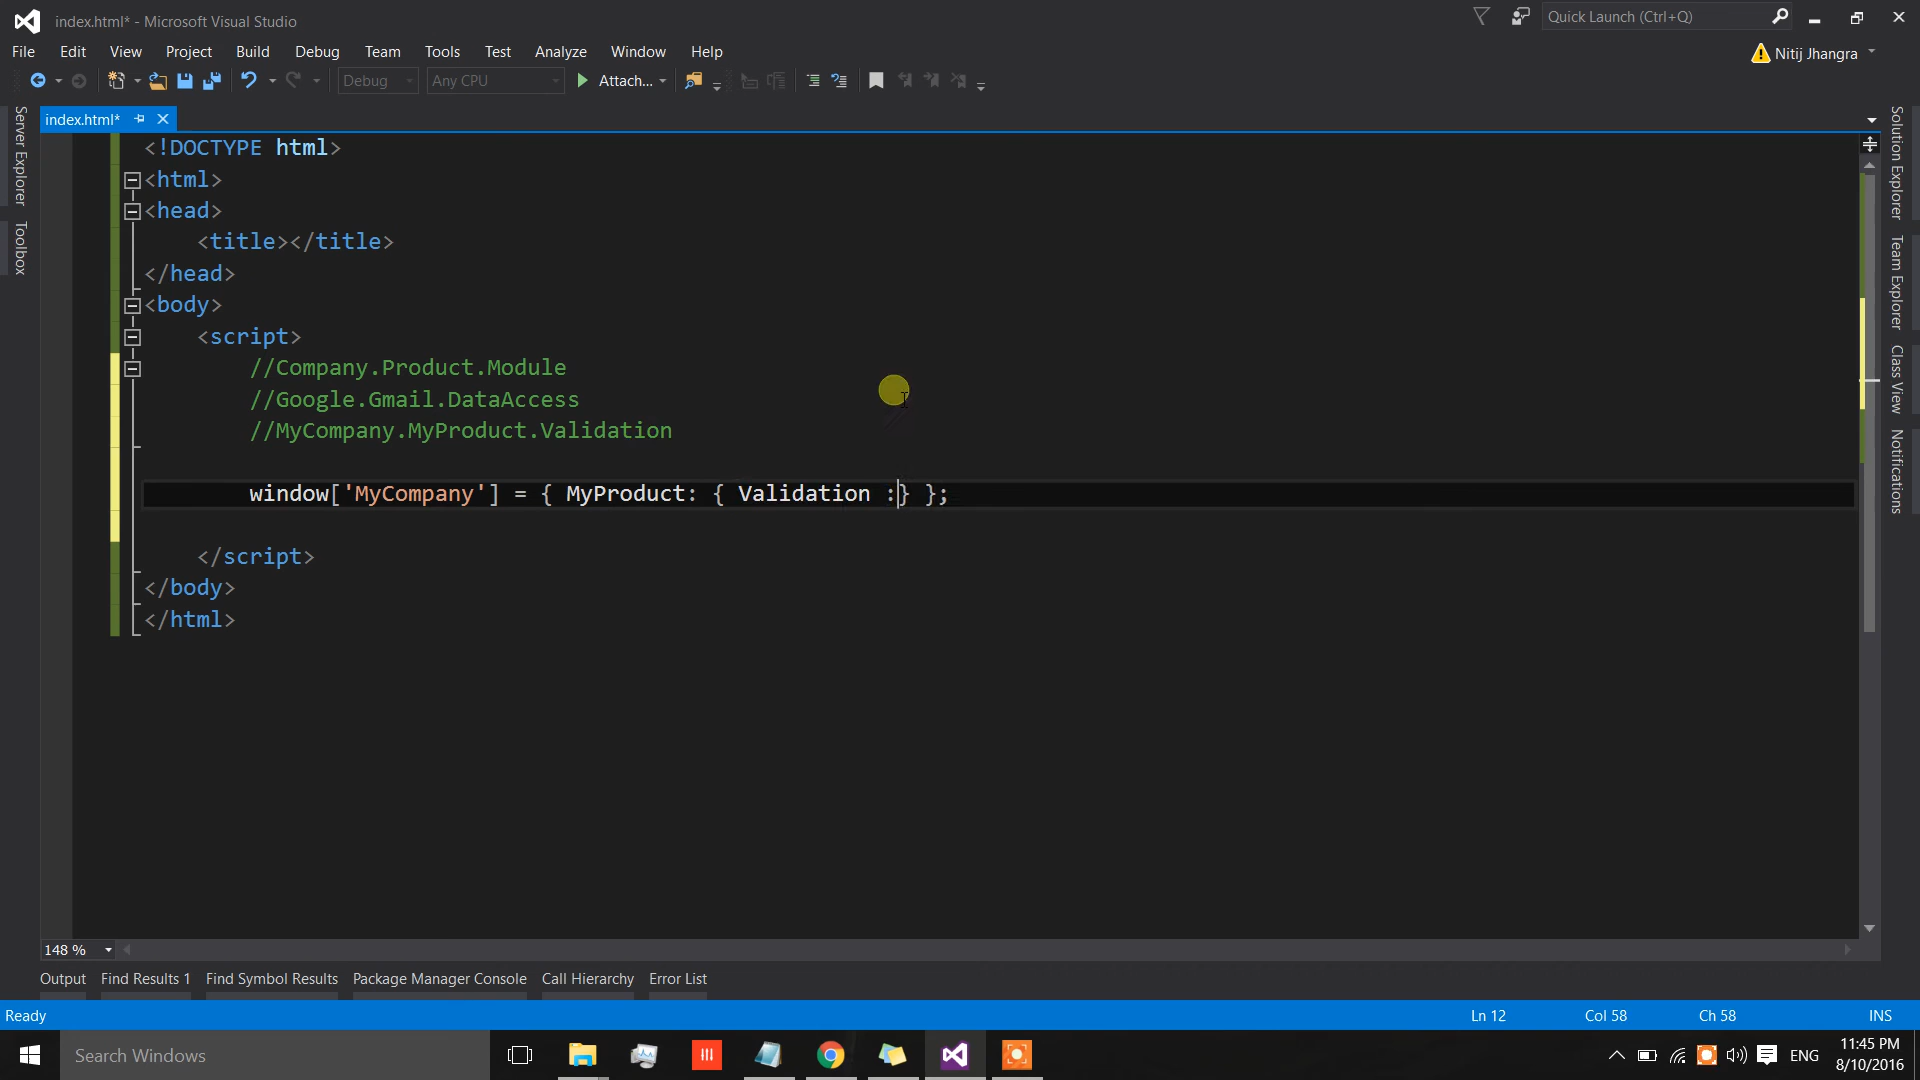 index.html* - Microsoft Visual Studio
Quick Launch (Ctrl+Q)
File Edit View Project Build Debug Team Tools Test Analyze Window Help
Nitij Jhangra
Debug Any CPU Attach...
index.html*
Server Explorer
Toolbox
<!DOCTYPE html>
<html>
<head>
<title></title>
</head>
<body>
<script>
//Company.Product.Module
//Google.Gmail.DataAccess
//MyCompany.MyProduct.Validation
window['MyCompany'] = { MyProduct: { Validation :} };
</script>
</body>
</html>
Solution Explorer
Team Explorer
Class View
Notifications
148 %
Output Find Results 1 Find Symbol Results Package Manager Console Call Hierarchy Error List
Ready Ln 12 Col 58 Ch 58 INS
Search Windows
ENG
11:45 PM
8/10/2016